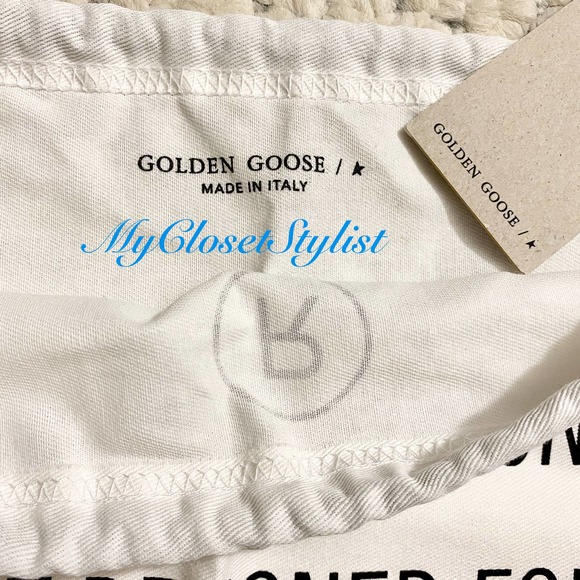 GOLDEN GOOSE / ★
MADE IN ITALY
GOLDEN GOOSE / ★
MyClosetStylist
R